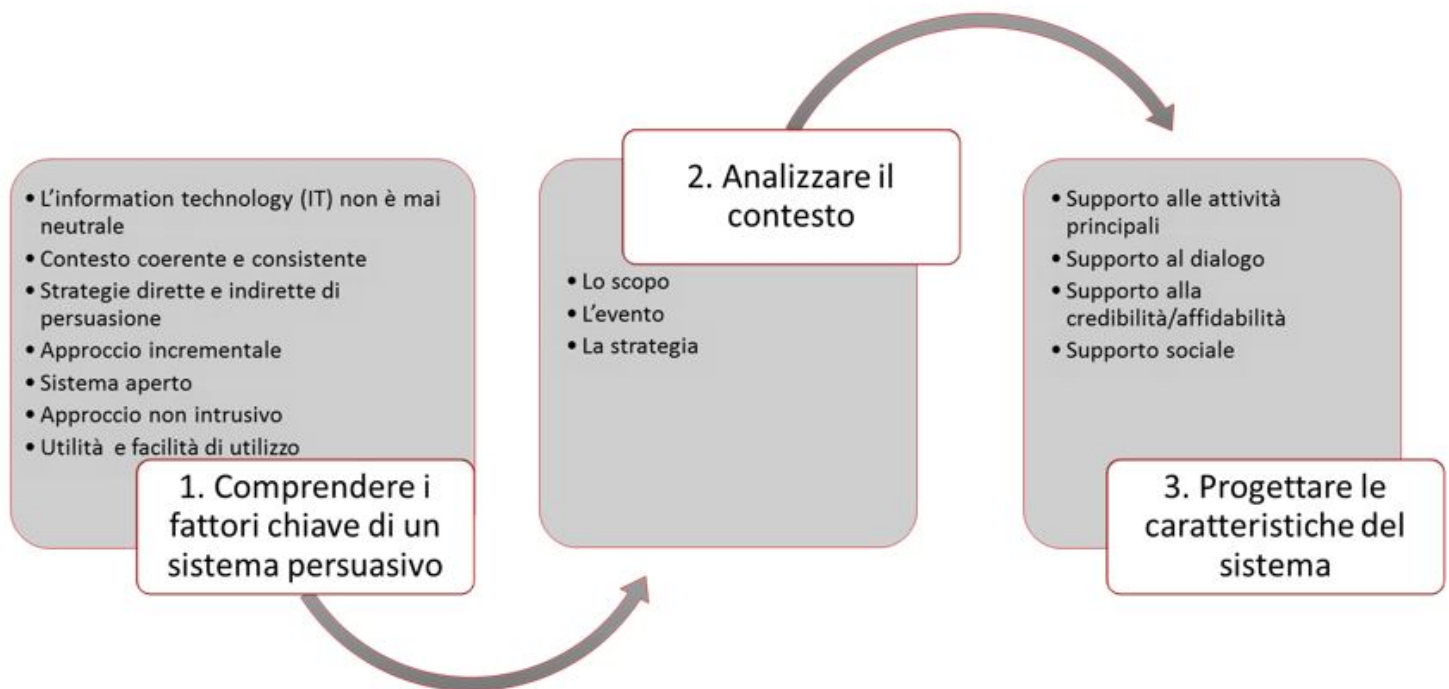 • L'information technology (IT) non è mai
neutrale
• Contesto coerente e consistente
• Strategie dirette e indirette di
persuasione
• Approccio incrementale
• Sistema aperto
• Approccio non intrusivo
• Utilità e facilità di utilizzo
1. Comprendere i
fattori chiave di un
sistema persuasivo
2. Analizzare il
contesto
• Lo scopo
• L'evento
• La strategia
• Supporto alle attività
principali
• Supporto al dialogo
• Supporto alla
credibilità/affidabilità
• Supporto sociale
3. Progettare le
caratteristiche del
sistema